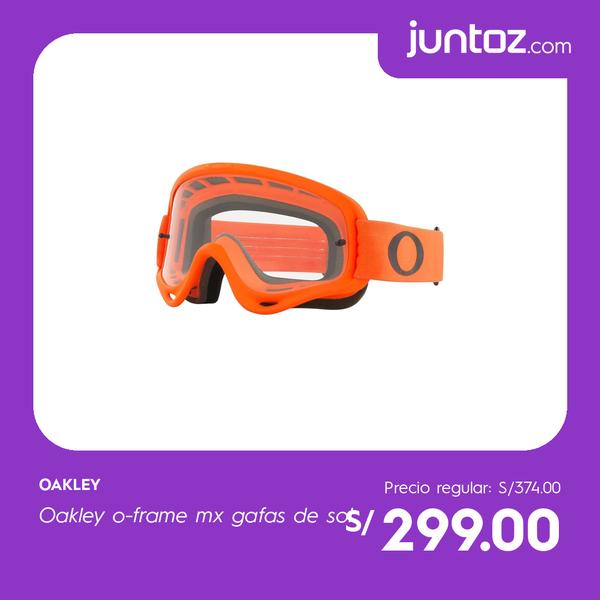 juntoz.com
OAKLEY
Precio regular: S/374.00
Oakley o-frame mx gafas de so
S/ 299.00